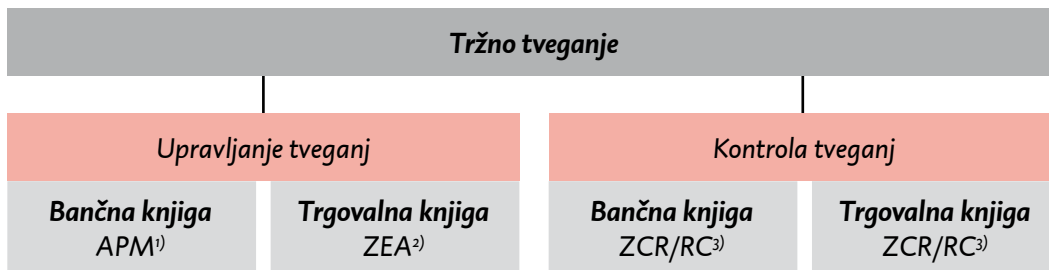 Tržno tveganje
Upravljanje tveganj
Kontrola tveganj
Bančna knjiga
APM¹⁾
Trgovalna knjiga
ZEA²⁾
Bančna knjiga
ZCR/RC³⁾
Trgovalna knjiga
ZCR/RC³⁾